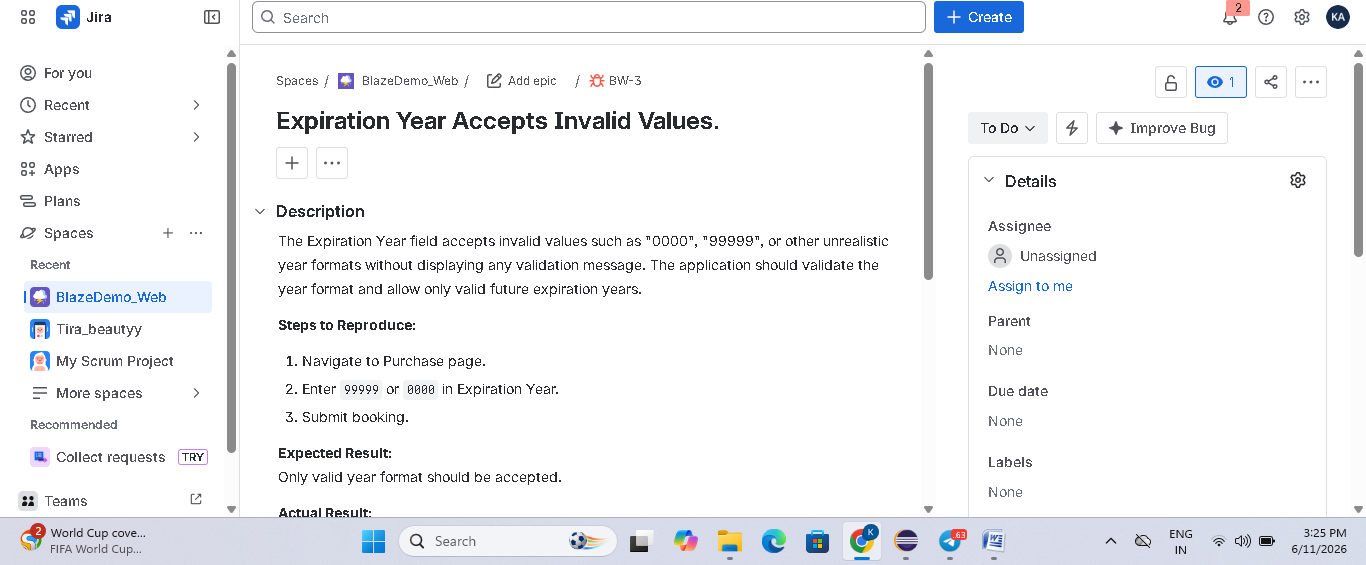 Jira
Search
Create
2
KA
For you
Recent
Starred
Apps
Plans
Spaces
Recent
BlazeDemo_Web
Tira_beautyy
My Scrum Project
More spaces
Recommended
Collect requests TRY
Teams
Spaces / BlazeDemo_Web / Add epic / BW-3
Expiration Year Accepts Invalid Values.
Description
The Expiration Year field accepts invalid values such as "0000", "99999", or other unrealistic
year formats without displaying any validation message. The application should validate the
year format and allow only valid future expiration years.
Steps to Reproduce:
1. Navigate to Purchase page.
2. Enter 99999 or 0000 in Expiration Year.
3. Submit booking.
Expected Result:
Only valid year format should be accepted.
Actual Result:
1
To Do
Improve Bug
Details
Assignee
Unassigned
Assign to me
Parent
None
Due date
None
Labels
None
2
World Cup cove...
FIFA World Cup...
Search
K
.63
W
ENG
IN
3:25 PM
6/11/2026